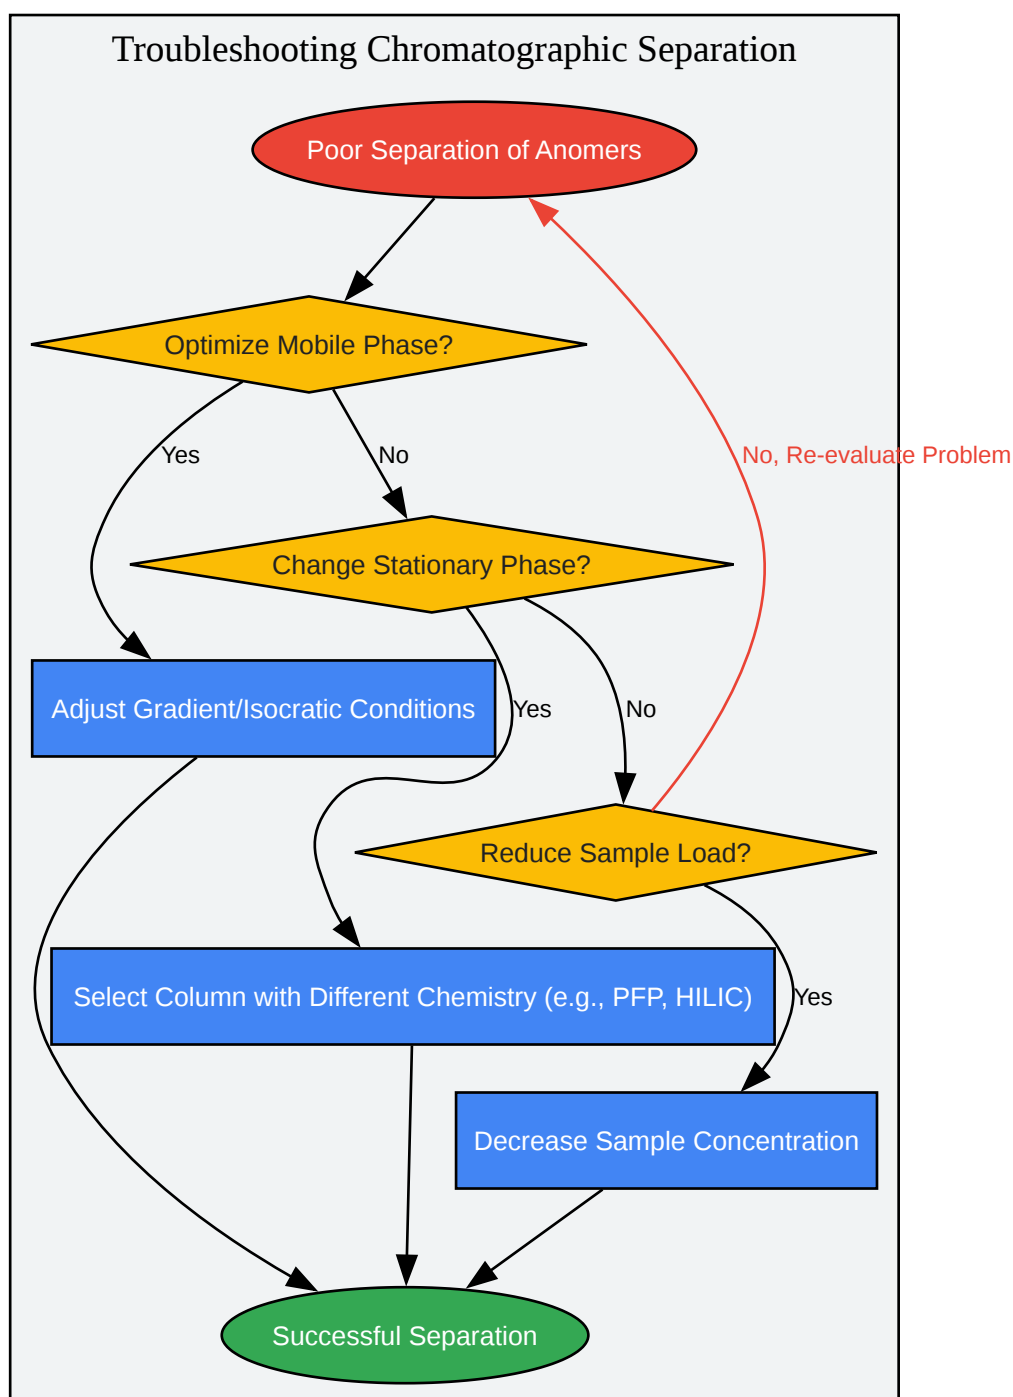 Troubleshooting Chromatographic Separation
Poor Separation of Anomers
Optimize Mobile Phase?
Yes
No
No, Re-evaluate Problem
Change Stationary Phase?
Adjust Gradient/Isocratic Conditions
Yes
No
Reduce Sample Load?
Select Column with Different Chemistry (e.g., PFP, HILIC)
Yes
Decrease Sample Concentration
Successful Separation